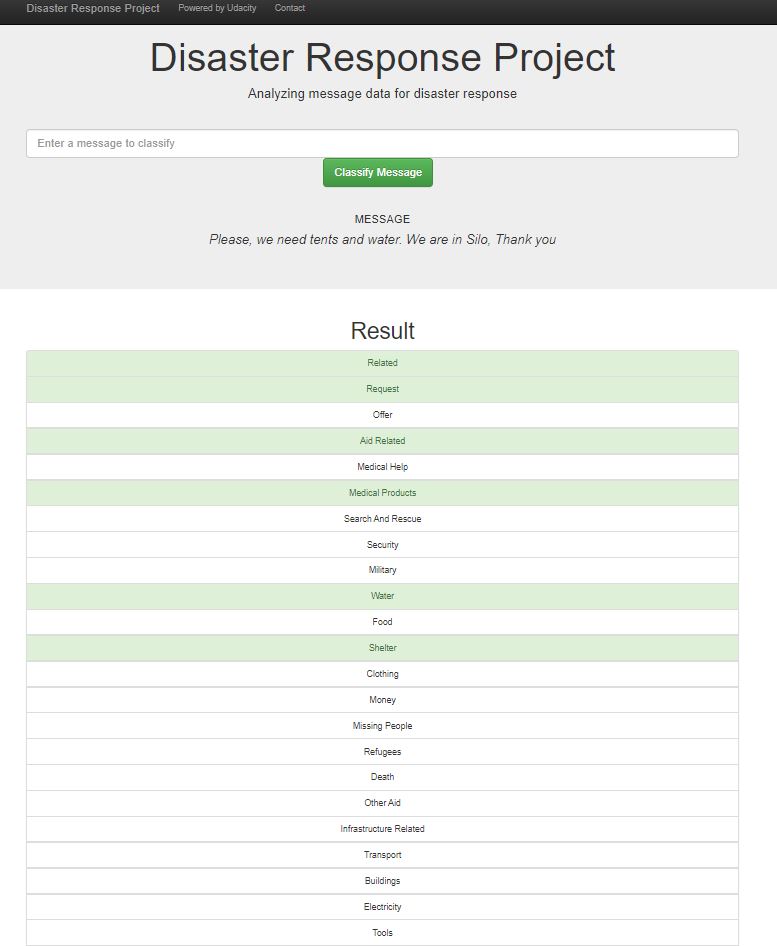 Disaster Response Project Powered by Udacity Contact
Disaster Response Project
Analyzing message data for disaster response
Enter a message to classify
Classify Message
MESSAGE
Please, we need tents and water. We are in Silo, Thank you
Result
Related
Request
Offer
Aid Related
Medical Help
Medical Products
Search And Rescue
Security
Military
Water
Food
Shelter
Clothing
Money
Missing People
Refugees
Death
Other Aid
Infrastructure Related
Transport
Buildings
Electricity
Tools